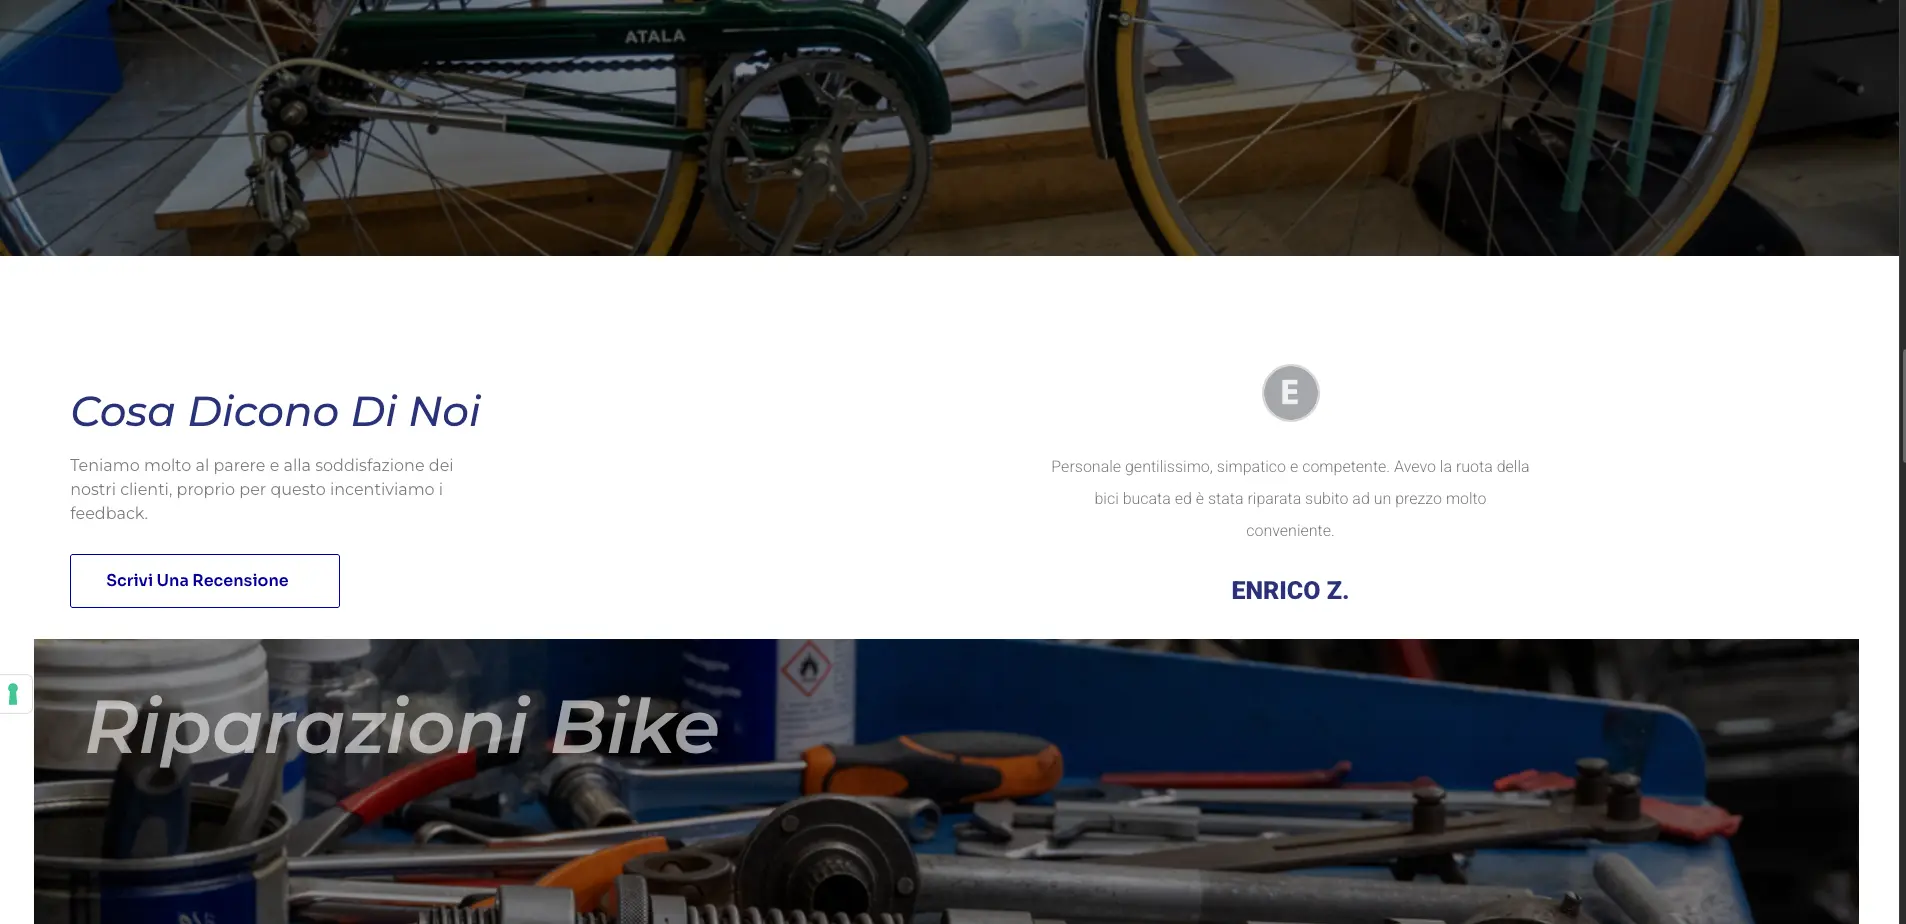 ATALA
Cosa Dicono Di Noi
Teniamo molto al parere e alla soddisfazione dei
nostri clienti, proprio per questo incentiviamo i
feedback.
Scrivi Una Recensione
E
Personale gentilissimo, simpatico e competente. Avevo la ruota della
bici bucata ed è stata riparata subito ad un prezzo molto
conveniente.
ENRICO Z.
Riparazioni Bike